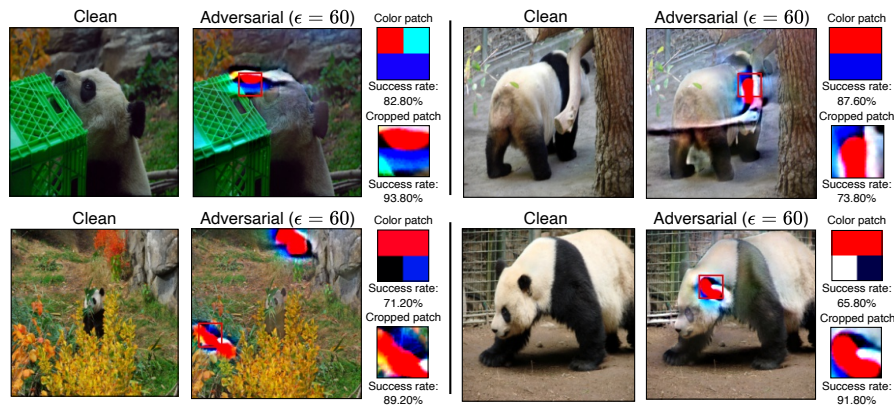 Clean
Adversarial (ϵ = 60)
Color patch
Success rate:
82.80%
Cropped patch
Success rate:
93.80%
Clean
Adversarial (ϵ = 60)
Color patch
Success rate:
87.60%
Cropped patch
Success rate:
73.80%
Clean
Adversarial (ϵ = 60)
Color patch
Success rate:
71.20%
Cropped patch
Success rate:
89.20%
Clean
Adversarial (ϵ = 60)
Color patch
Success rate:
65.80%
Cropped patch
Success rate:
91.80%